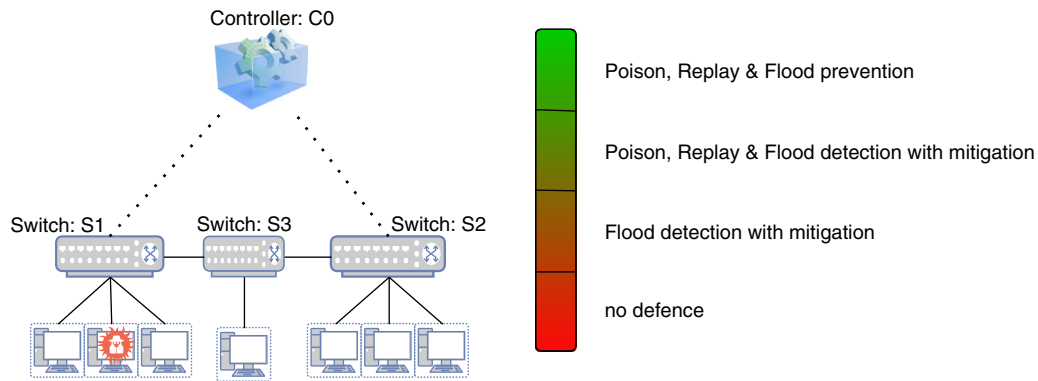 Controller: C0
Poison, Replay & Flood prevention
Poison, Replay & Flood detection with mitigation
Switch: S1
Switch: S3
Switch: S2
Flood detection with mitigation
no defence